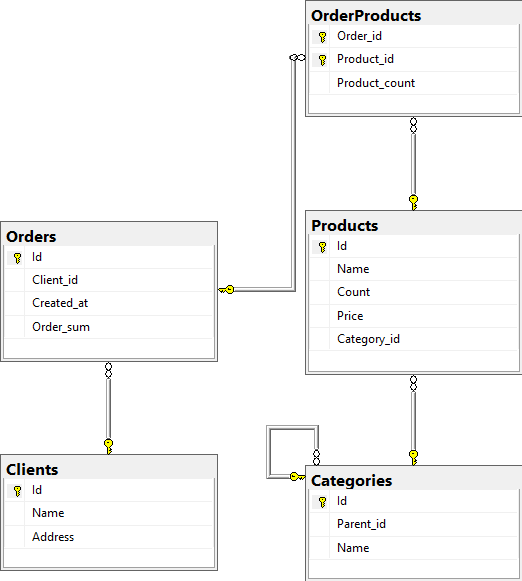 OrderProducts
Order_id
Product_id
Product_count
Products
Id
Name
Count
Price
Category_id
Orders
Id
Client_id
Created_at
Order_sum
Clients
Id
Name
Address
Categories
Id
Parent_id
Name